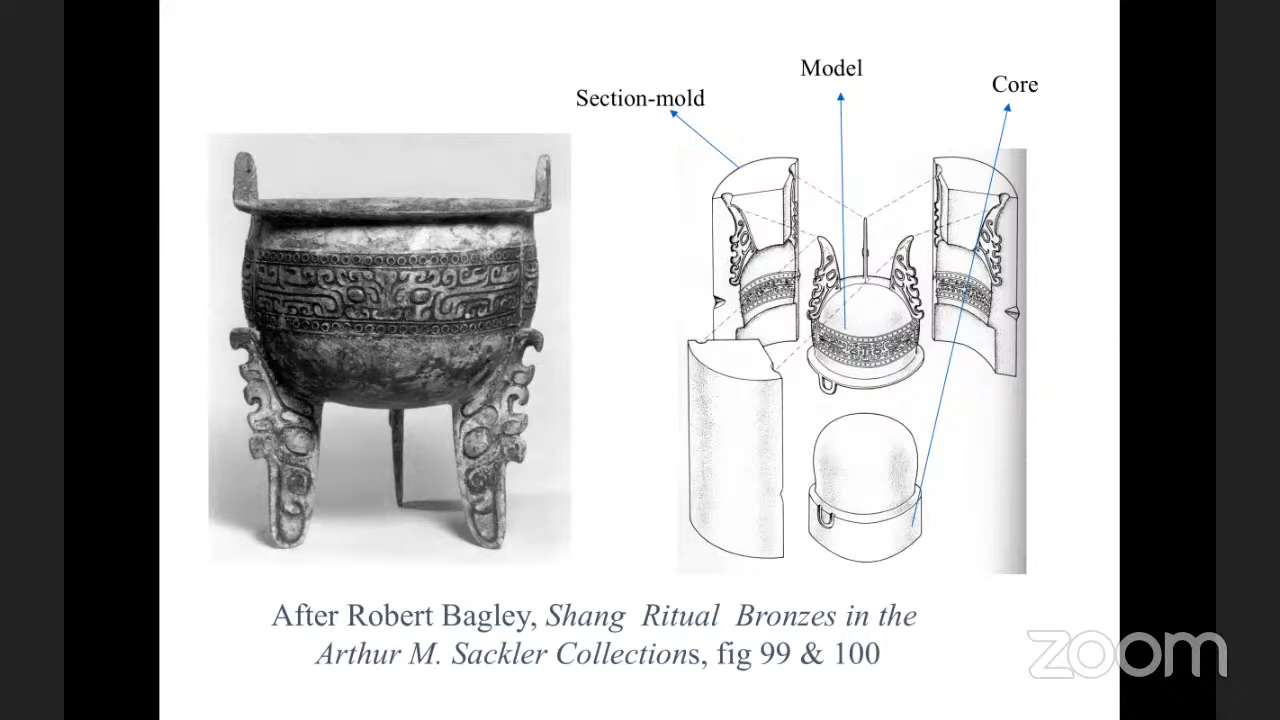 Model
Core
Section-mold
After Robert Bagley, Shang Ritual Bronzes in the
Arthur M. Sackler Collections, fig 99 & 100
zoom